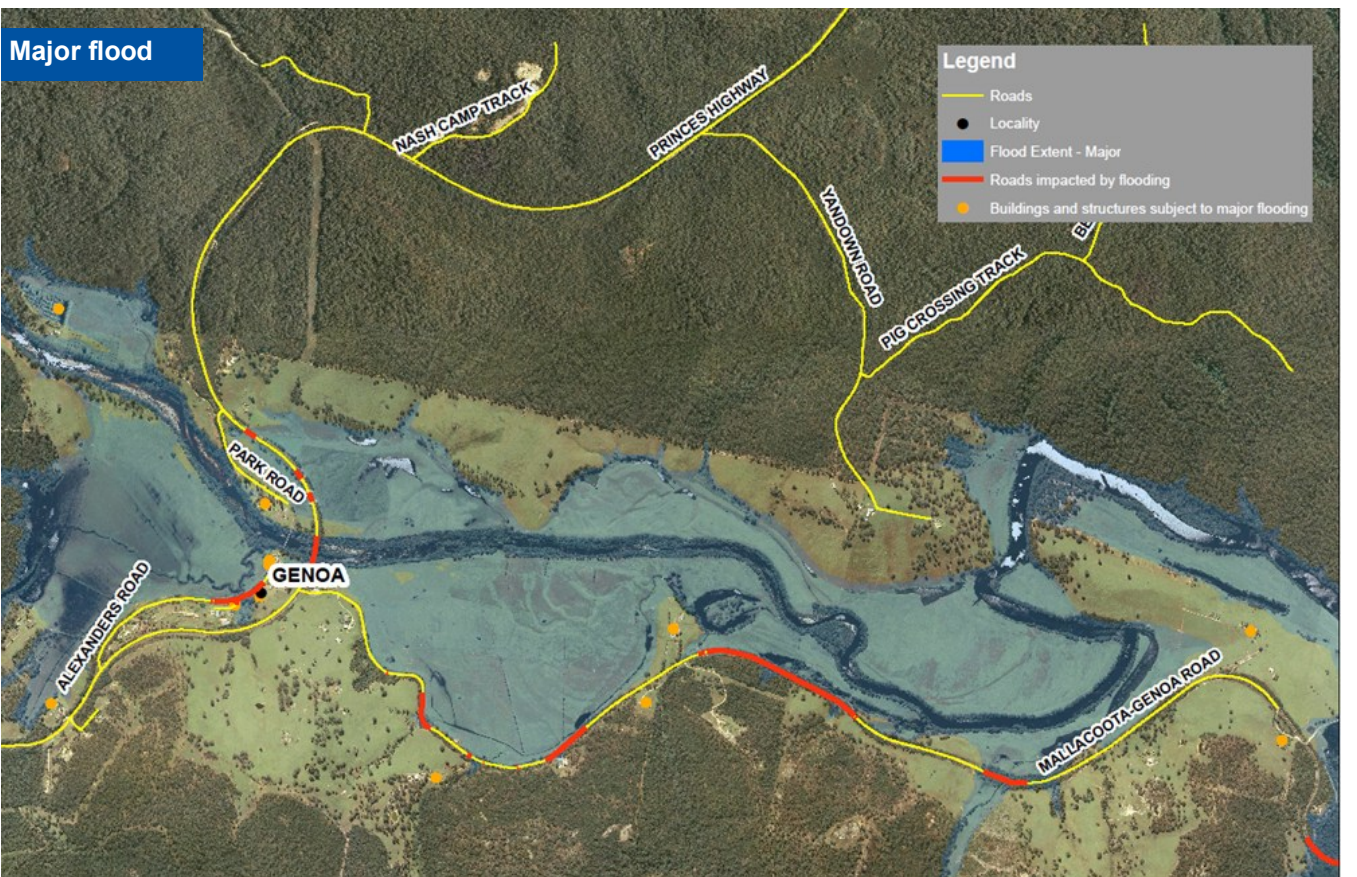 Major flood
Legend
Roads
Locality
Flood Extent - Major
Roads impacted by flooding
Buildings and structures subject to major flooding
NASH CAMP TRACK
PRINCES HIGHWAY
YANDOWN ROAD
PIG CROSSING TRACK
PARK ROAD
GENOA
ALEXANDERS ROAD
MALLACOOTA-GENOA ROAD